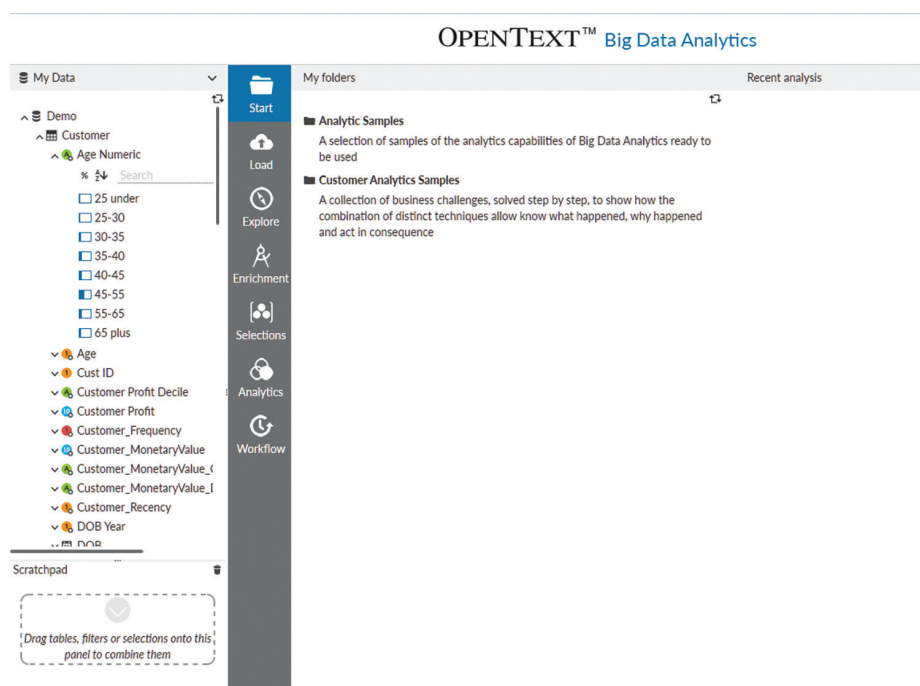 OPENTEXT™ Big Data Analytics
My Data
Demo
Customer
Age Numeric
% Search
25 under
25-30
30-35
35-40
40-45
45-55
55-65
65 plus
Age
Cust ID
Customer Profit Decile
Customer Profit
Customer_Frequency
Customer_MonetaryValue
Customer_MonetaryValue_
Customer_MonetaryValue_
Customer_Recency
DOB Year
DOB
Scratchpad
Drag tables, filters or selections onto this
panel to combine them
Start
Load
Explore
Enrichment
Selections
Analytics
Workflow
My folders
Analytic Samples
A selection of samples of the analytics capabilities of Big Data Analytics ready to
be used
Customer Analytics Samples
A collection of business challenges, solved step by step, to show how the
combination of distinct techniques allow know what happened, why happened
and act in consequence
Recent analysis